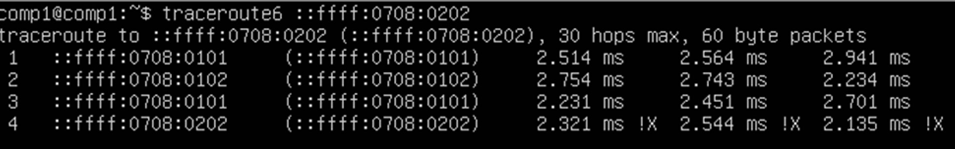 comp1@comp1:~$ traceroute6 ::ffff:0708:0202
traceroute to ::ffff:0708:0202 (::ffff:0708:0202), 30 hops max, 60 byte packets
1 ::ffff:0708:0101 (::ffff:0708:0101) 2.514 ms 2.564 ms 2.941 ms
2 ::ffff:0708:0102 (::ffff:0708:0102) 2.754 ms 2.743 ms 2.234 ms
3 ::ffff:0708:0101 (::ffff:0708:0101) 2.231 ms 2.451 ms 2.701 ms
4 ::ffff:0708:0202 (::ffff:0708:0202) 2.321 ms !X 2.544 ms !X 2.135 ms !X